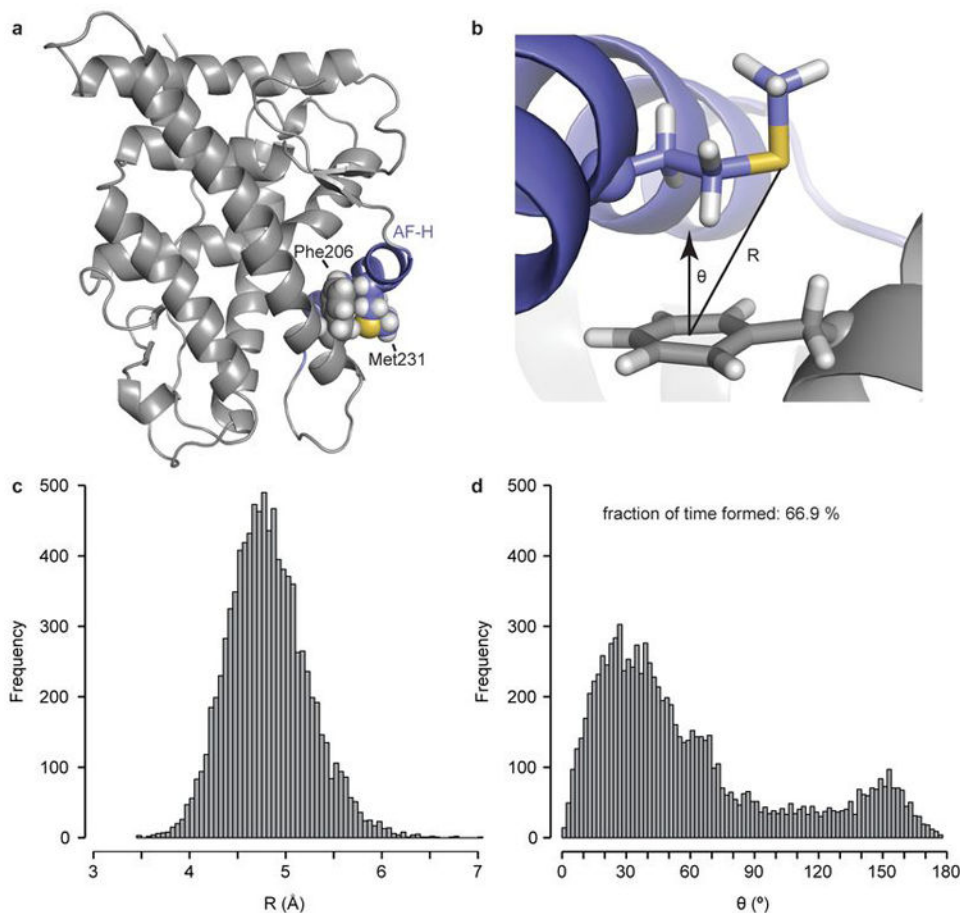 a
AF-H
Phe206
Met231
b
θ
R
c
500
400
300
200
100
0
Frequency
3
4
5
6
7
R (Å)
d
fraction of time formed: 66.9 %
500
400
300
200
100
0
Frequency
0
30
60
90
120
150
180
θ (º)